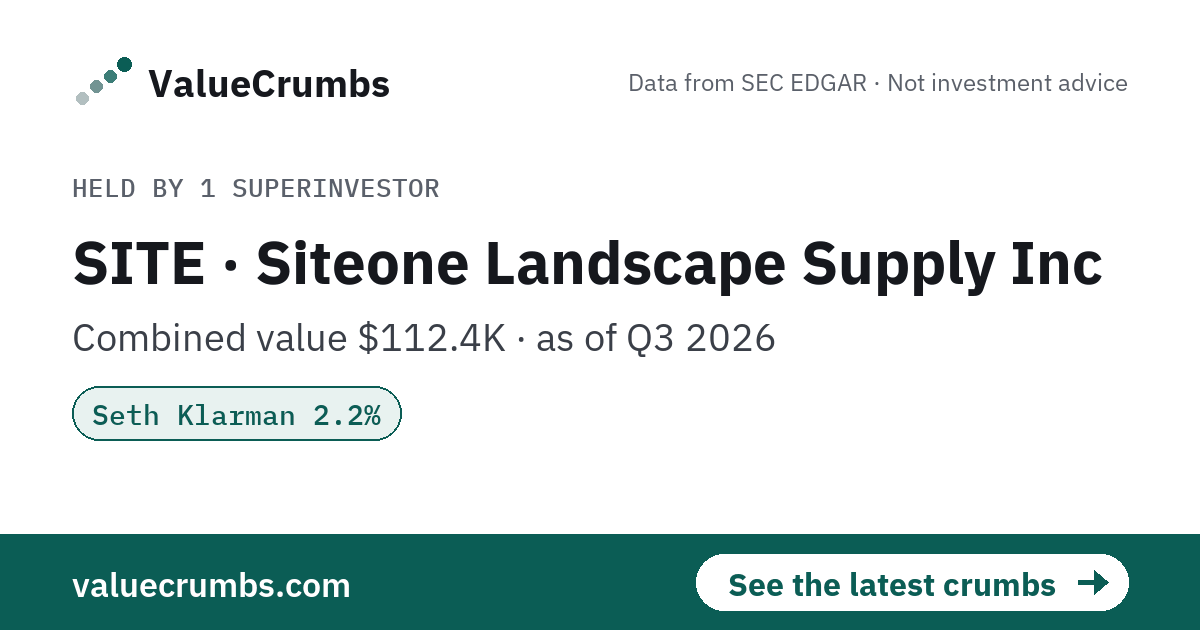 ValueCrumbs
Data from SEC EDGAR · Not investment advice
HELD BY 1 SUPERINVESTOR
SITE · Siteone Landscape Supply Inc
Combined value $112.4K · as of Q3 2026
Seth Klarman 2.2%
valuecrumbs.com
See the latest crumbs →